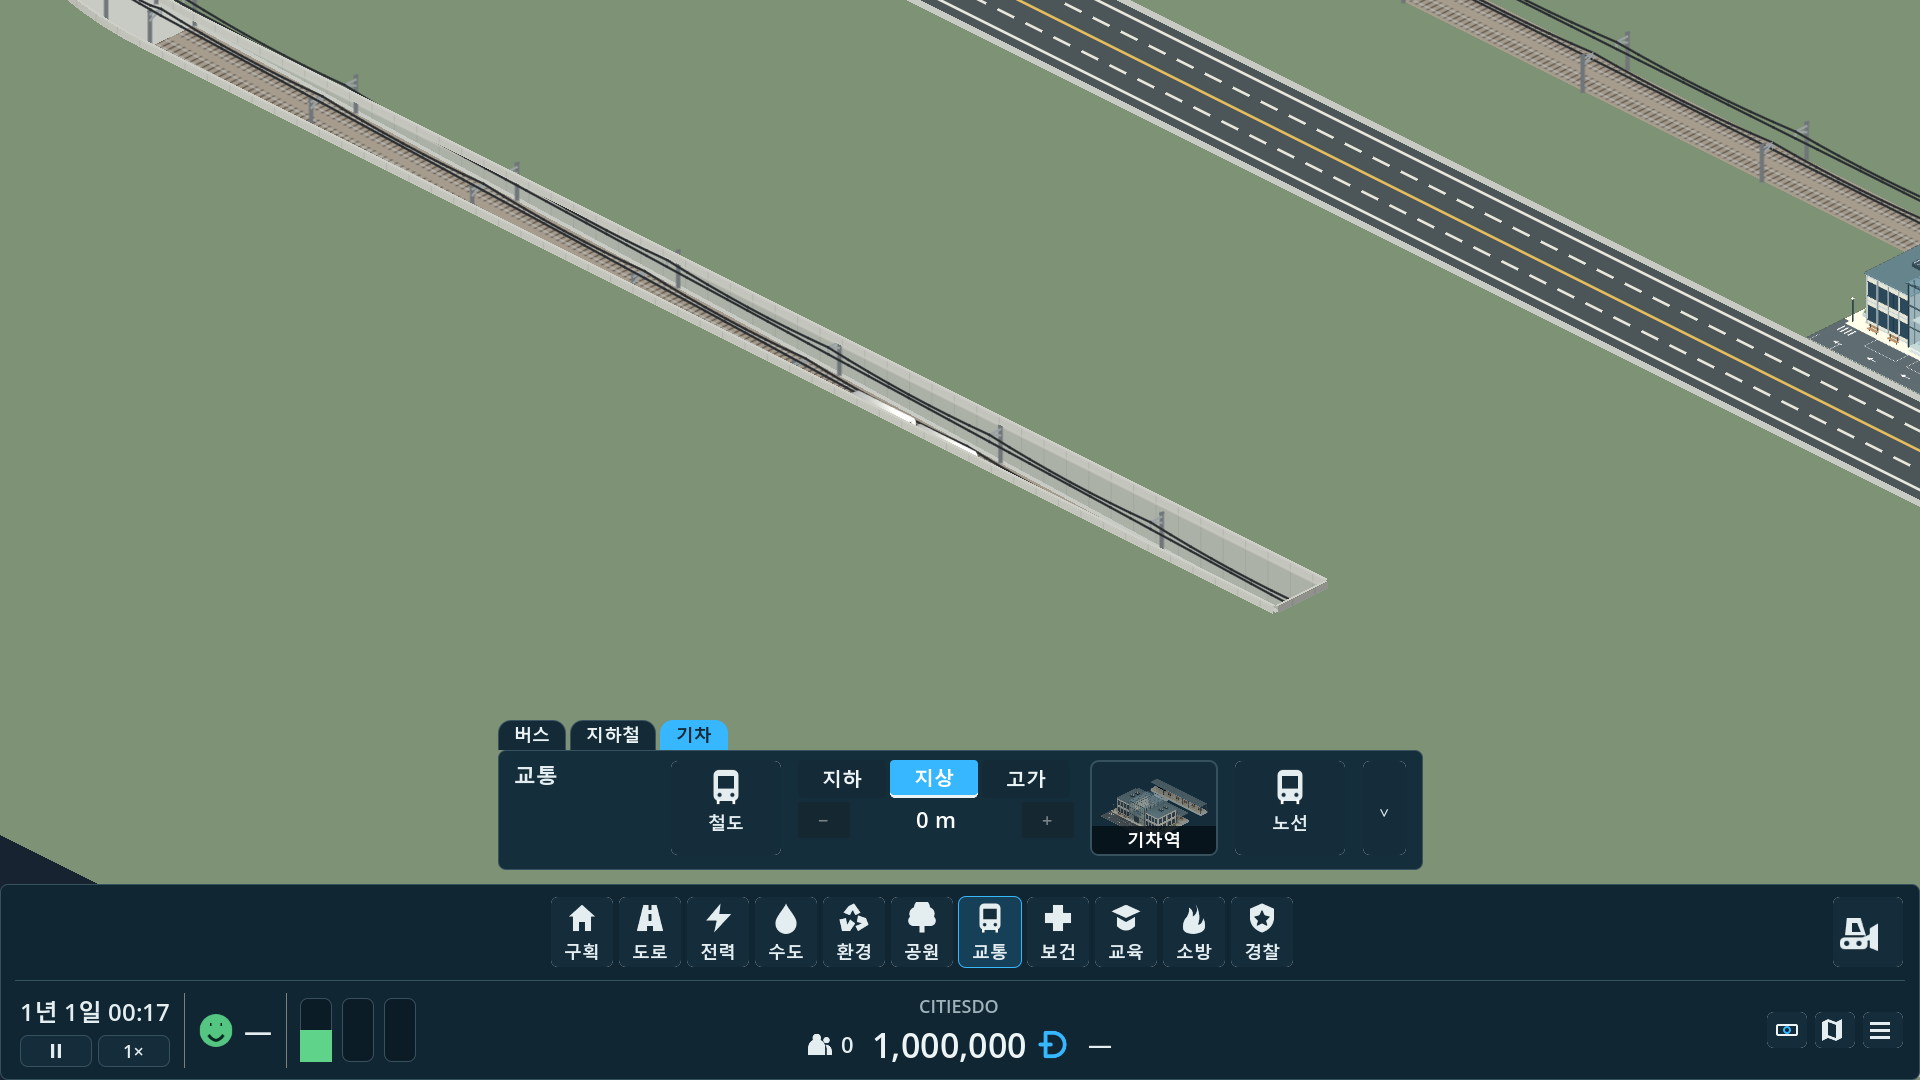 버스
지하철
기차
교통
철도
지하
지상
고가
−
0 m
+
기차역
노선
구획
도로
전력
수도
환경
공원
교통
보건
교육
소방
경찰
1년 1일 00:17
1×
—
CITIESDO
0
1,000,000
—